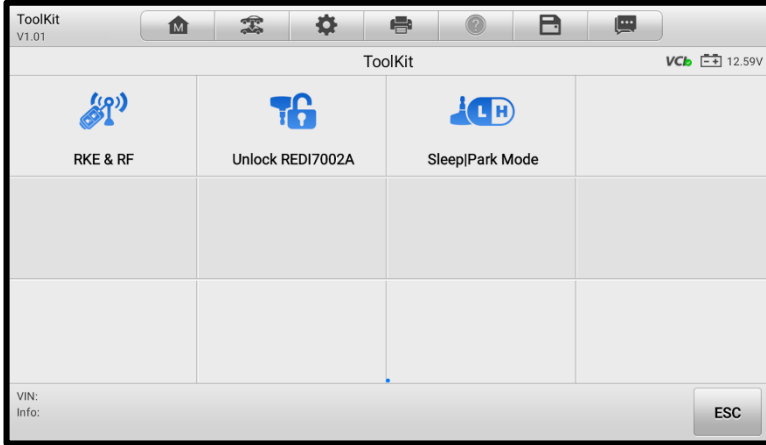 ToolKit
V1.01
M
ToolKit
VCI 12.59V
L H
RKE & RF
Unlock REDI7002A
Sleep|Park Mode
VIN:
Info:
ESC